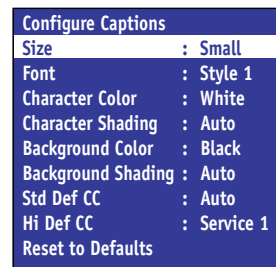 Configure Captions
Size : Small
Font : Style 1
Character Color : White
Character Shading : Auto
Background Color : Black
Background Shading : Auto
Std Def CC : Auto
Hi Def CC : Service 1
Reset to Defaults